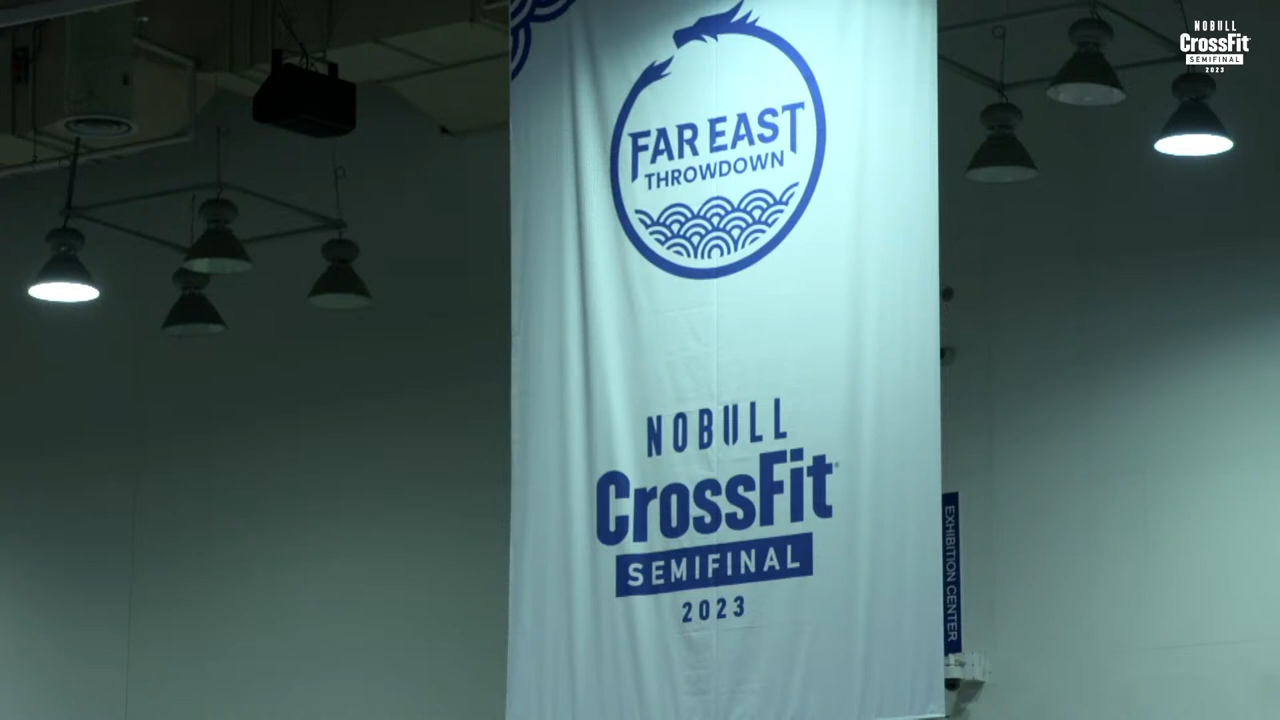 NOBULL
CrossFit
SEMIFINAL
2023
FAR EAST
THROWDOWN
NOBULL
CrossFit
SEMIFINAL
2023
EXHIBITION CENTER